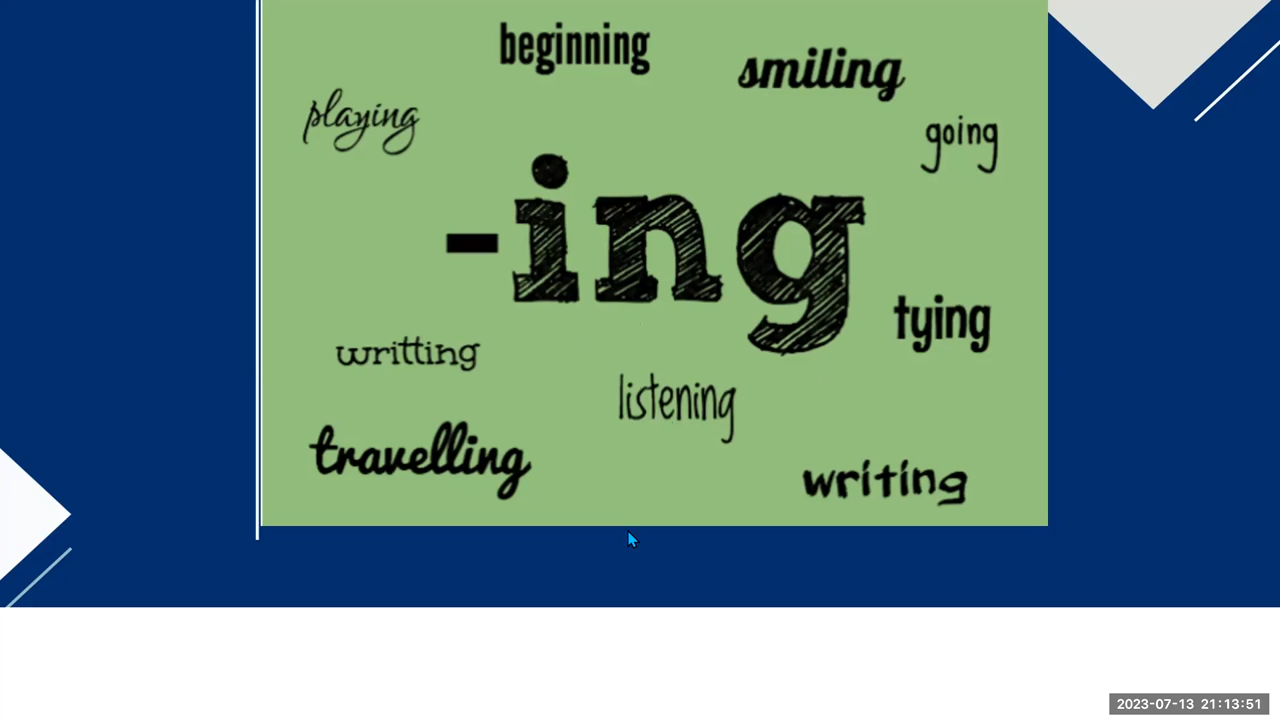 beginning
smiling
playing
going
-ing
tying
writting
listening
travelling
writing
2023-07-13 21:13:51